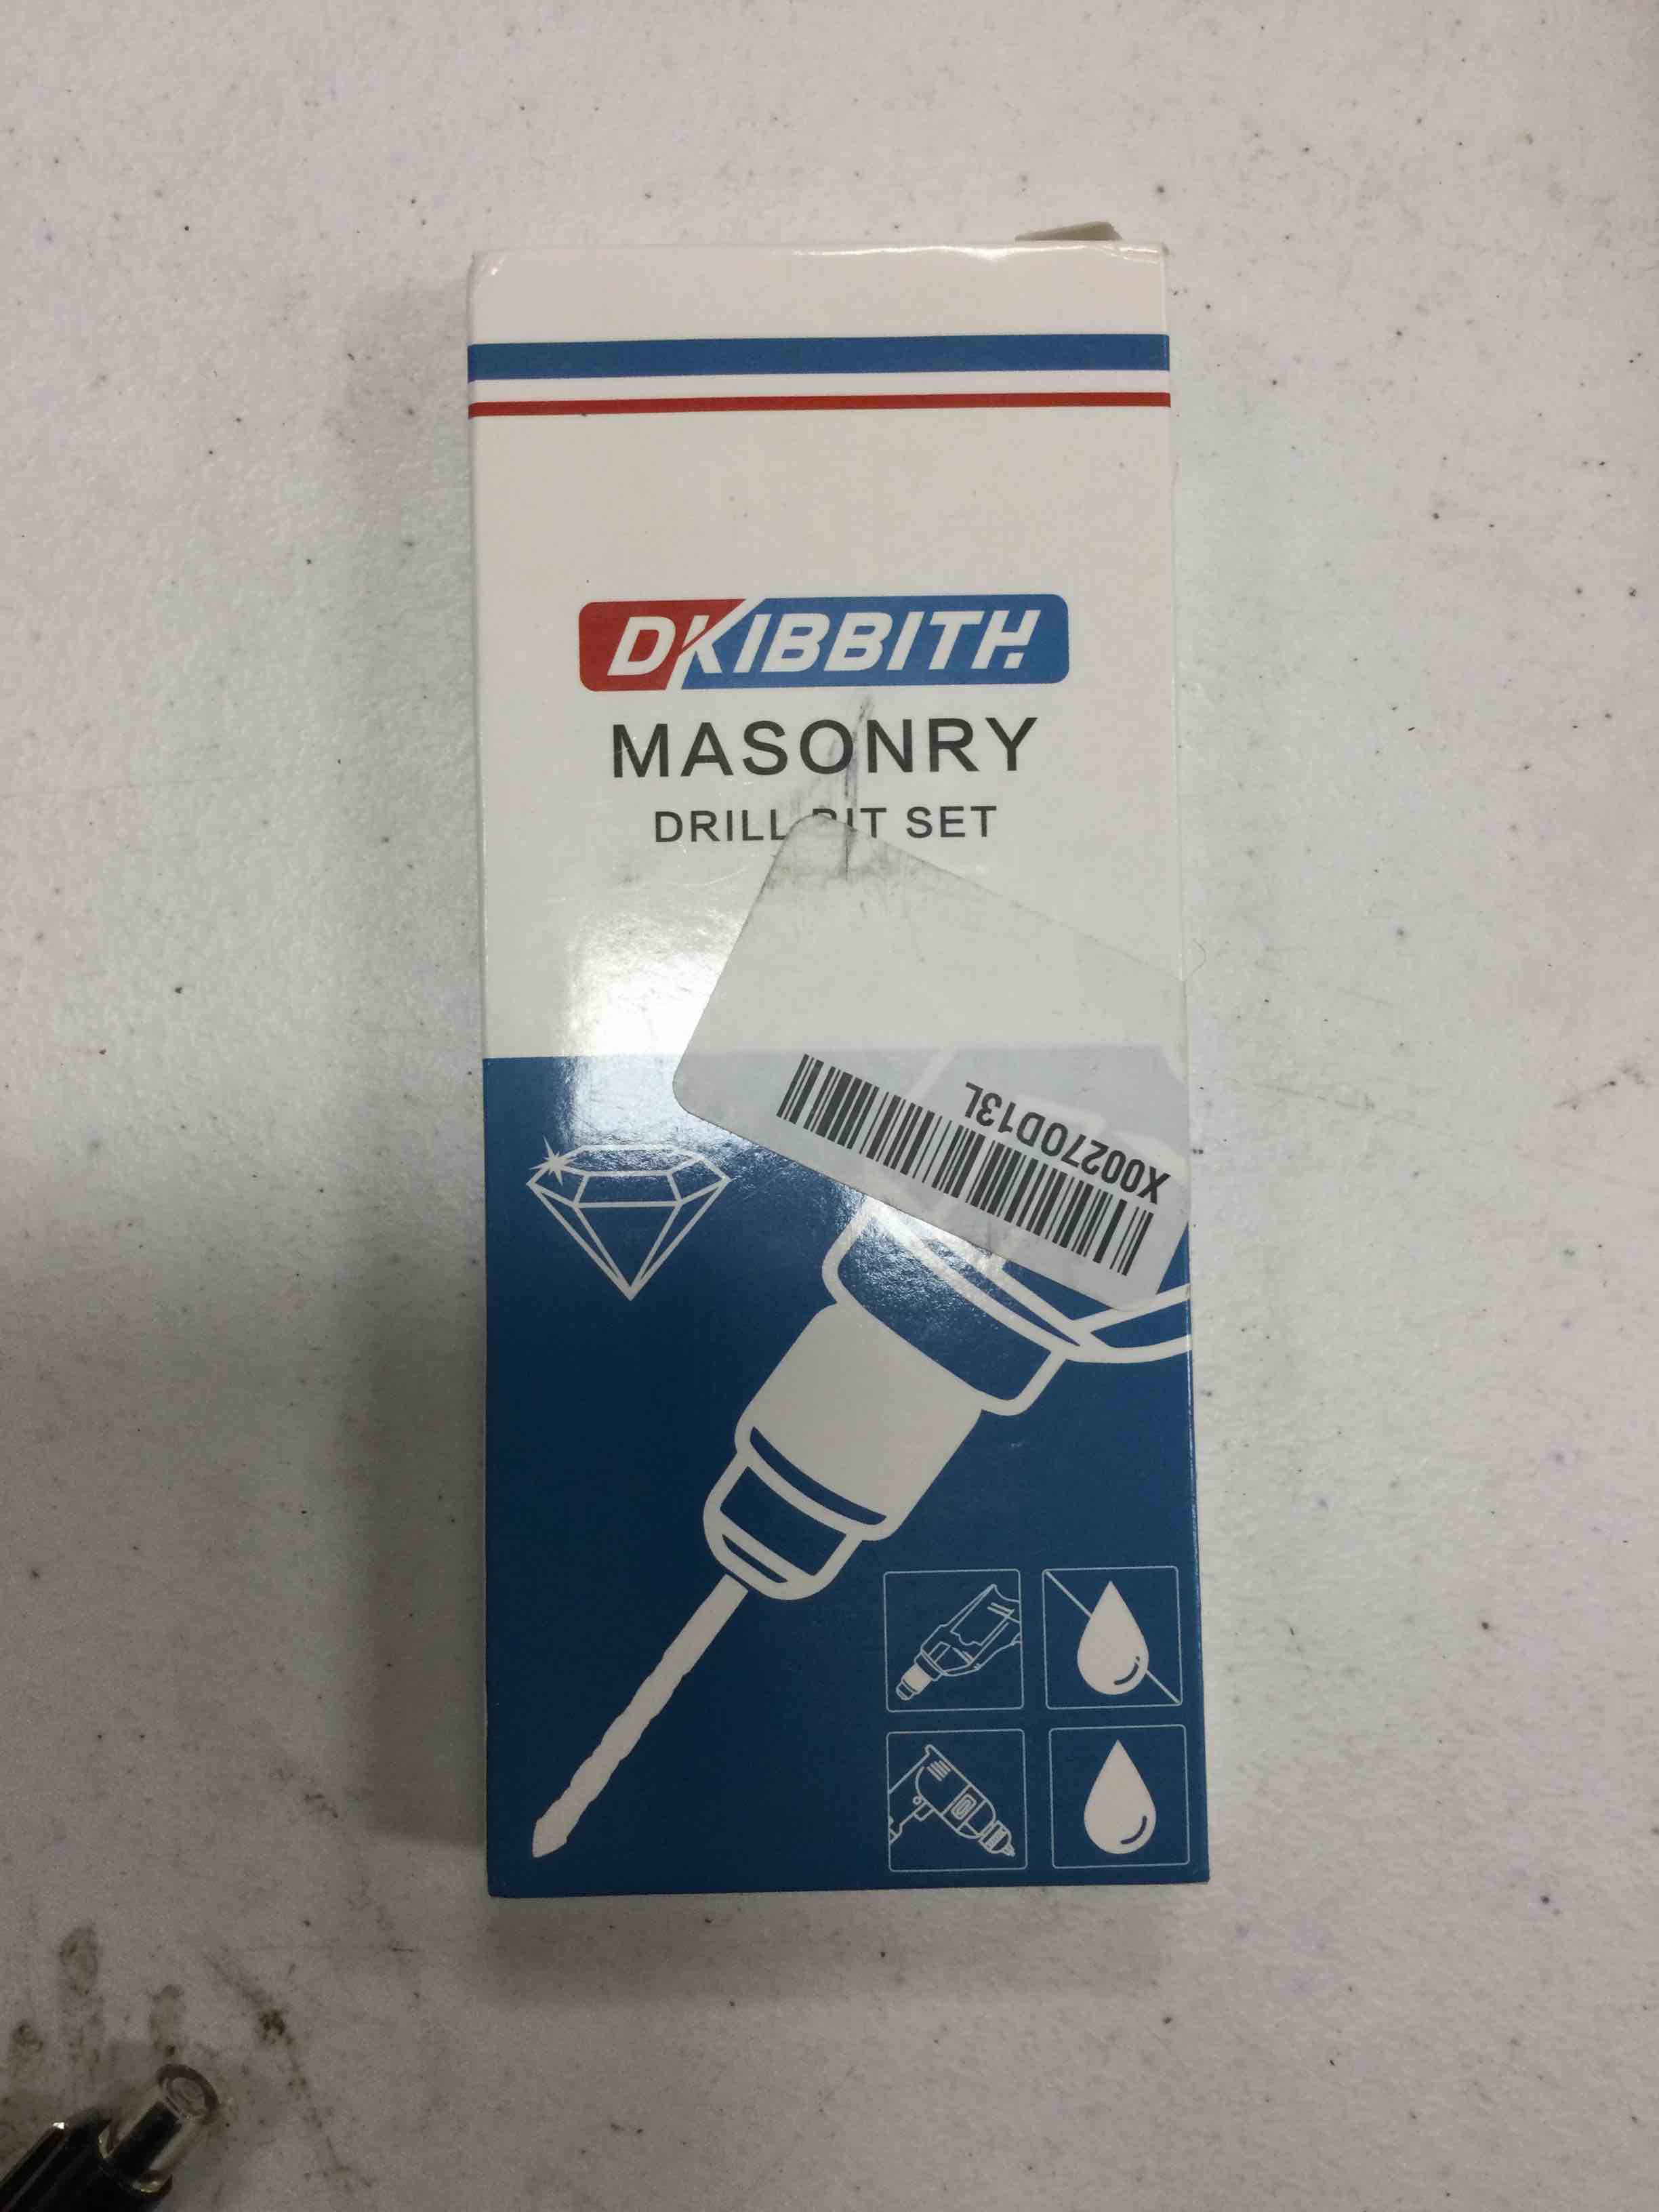 DKIBBITH
MASONRY
DRILL BIT SET
X00270D13L